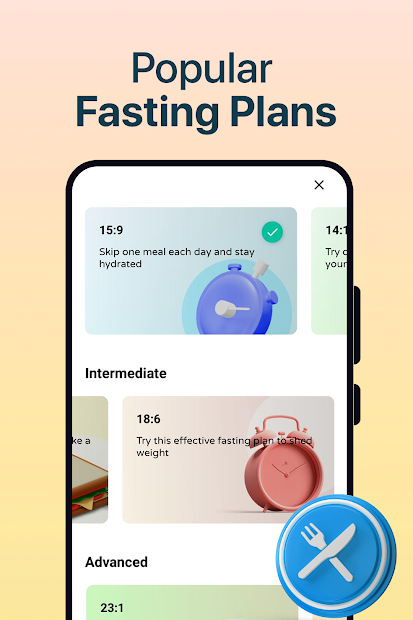 Popular
Fasting Plans
15:9
Skip one meal each day and stay
hydrated
14:1
Try
your
Intermediate
ke a
18:6
Try this effective fasting plan to shed
weight
Advanced
23:1